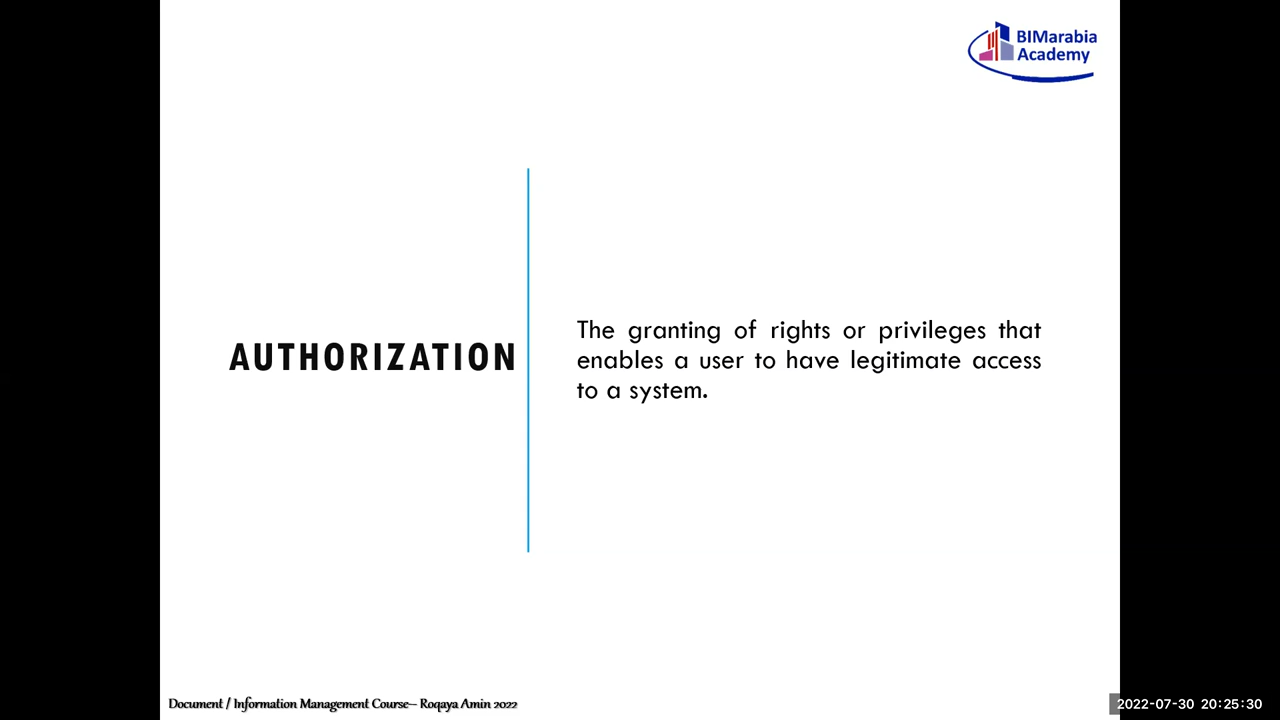 BIMarabia
Academy
AUTHORIZATION
The granting of rights or privileges that
enables a user to have legitimate access
to a system.
Document / Information Management Course– Roqaya Amin 2022
2022-07-30 20:25:30